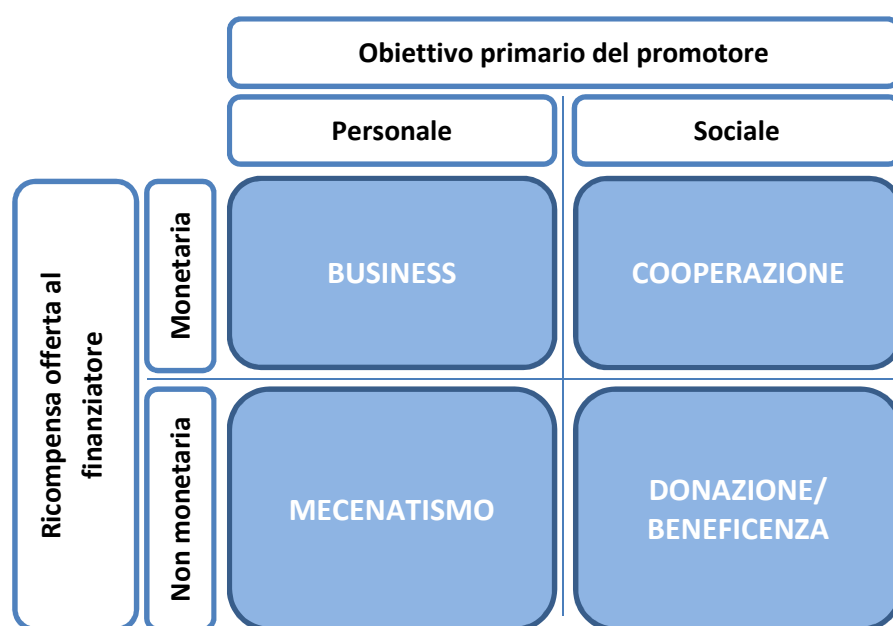 Obiettivo primario del promotore
Personale
Sociale
Ricompensa offerta al
finanziatore
Monetaria
BUSINESS
COOPERAZIONE
Non monetaria
MECENATISMO
DONAZIONE/
BENEFICENZA